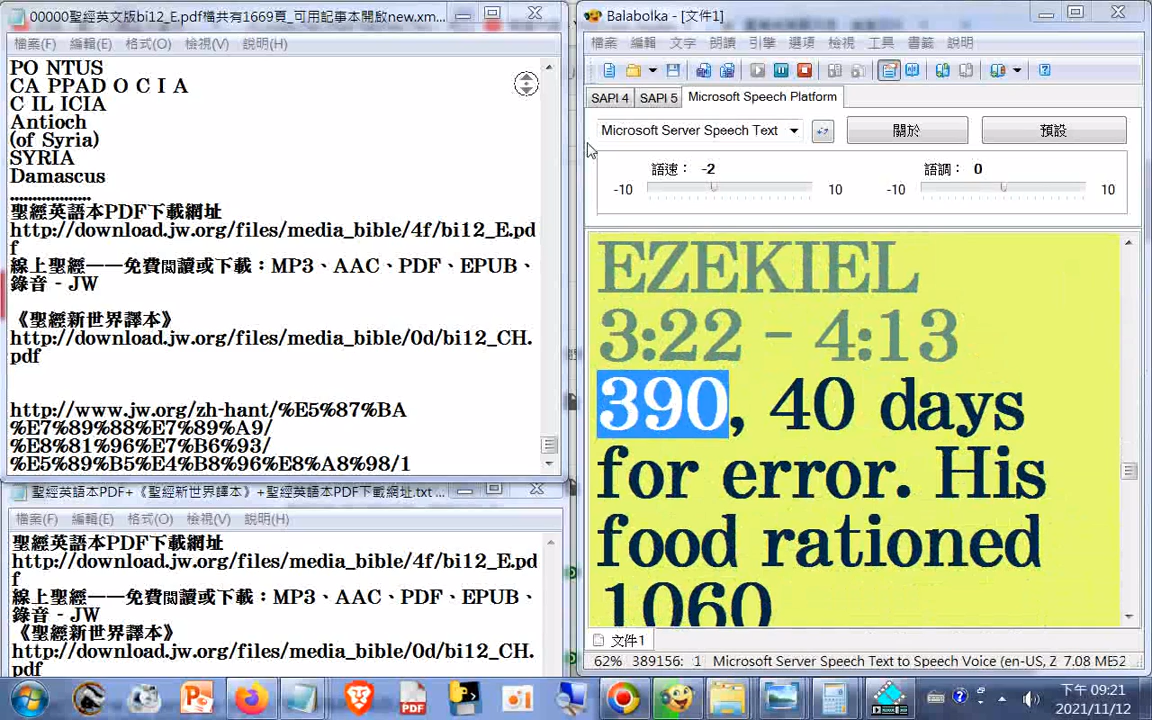 00000聖經英文版bi12_E.pdf檔共有1669頁_可用記事本開啟new.xm...
檔案(F) 編輯(E) 格式(O) 檢視(V) 說明(H)
PO NTUS
CA PPAD O C I A
C IL ICIA
Antioch
(of Syria)
SYRIA
Damascus
..................
聖經英語本PDF下載網址
http://download.jw.org/files/media_bible/4f/bi12_E.pd
f
線上聖經——免費閱讀或下載：MP3、AAC、PDF、EPUB、
錄音 - JW
《聖經新世界譯本》
http://download.jw.org/files/media_bible/0d/bi12_CH.
pdf
http://www.jw.org/zh-hant/%E5%87%BA
%E7%89%88%E7%89%A9/
%E8%81%96%E7%B6%93/
%E5%89%B5%E4%B8%96%E8%A8%98/1
聖經英語本PDF+《聖經新世界譯本》+聖經英語本PDF下載網址.txt ...
檔案(F) 編輯(E) 格式(O) 檢視(V) 說明(H)
聖經英語本PDF下載網址
http://download.jw.org/files/media_bible/4f/bi12_E.pd
f
線上聖經——免費閱讀或下載：MP3、AAC、PDF、EPUB、
錄音 - JW
《聖經新世界譯本》
http://download.jw.org/files/media_bible/0d/bi12_CH.
pdf
Balabolka - [文件1]
檔案 編輯 文字 朗讀 引擎 選項 檢視 工具 書籤 說明
SAPI 4 SAPI 5 Microsoft Speech Platform
Microsoft Server Speech Text 關於 預設
語速： -2 語調： 0
-10 10 -10 10
EZEKIEL
3:22 - 4:13
390, 40 days
for error. His
food rationed
1060
文件1
62% 389156: 1 Microsoft Server Speech Text to Speech Voice (en-US, Z 7.08 ME52
下午 09:21
2021/11/12